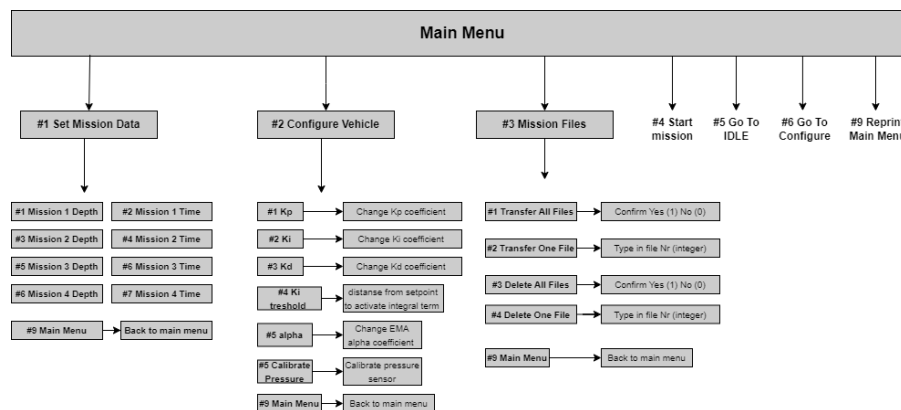 Main Menu
#1 Set Mission Data
#2 Configure Vehicle
#3 Mission Files
#4 Start
mission
#5 Go To
IDLE
#6 Go To
Configure
#9 Reprin
Main Menu
#1 Mission 1 Depth
#2 Mission 1 Time
#3 Mission 2 Depth
#4 Mission 2 Time
#5 Mission 3 Depth
#6 Mission 3 Time
#6 Mission 4 Depth
#7 Mission 4 Time
#9 Main Menu
Back to main menu
#1 Kp
Change Kp coefficient
#2 Ki
Change Ki coefficient
#3 Kd
Change Kd coefficient
#4 Ki
treshold
distanse from setpoint
to activate integral term
#5 alpha
Change EMA
alpha coefficient
#5 Calibrate
Pressure
Calibrate pressure
sensor
#9 Main Menu
Back to main menu
#1 Transfer All Files
Confirm Yes (1) No (0)
#2 Transfer One File
Type in file Nr (integer)
#3 Delete All Files
Confirm Yes (1) No (0)
#4 Delete One File
Type in file Nr (integer)
#9 Main Menu
Back to main menu